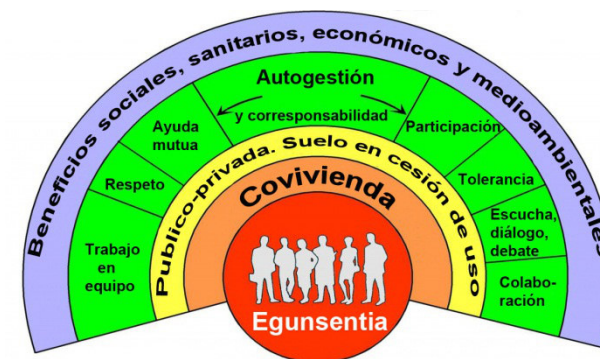 Beneficios sociales, sanitarios, económicos y medioambientales
Autogestión
y corresponsabilidad
Ayuda
mutua
Respeto
Trabajo
en
equipo
Participación
Tolerancia
Escucha,
diálogo,
debate
Colabo-
ración
Publico-privada. Suelo en cesión de uso
Covivienda
Egunsentia